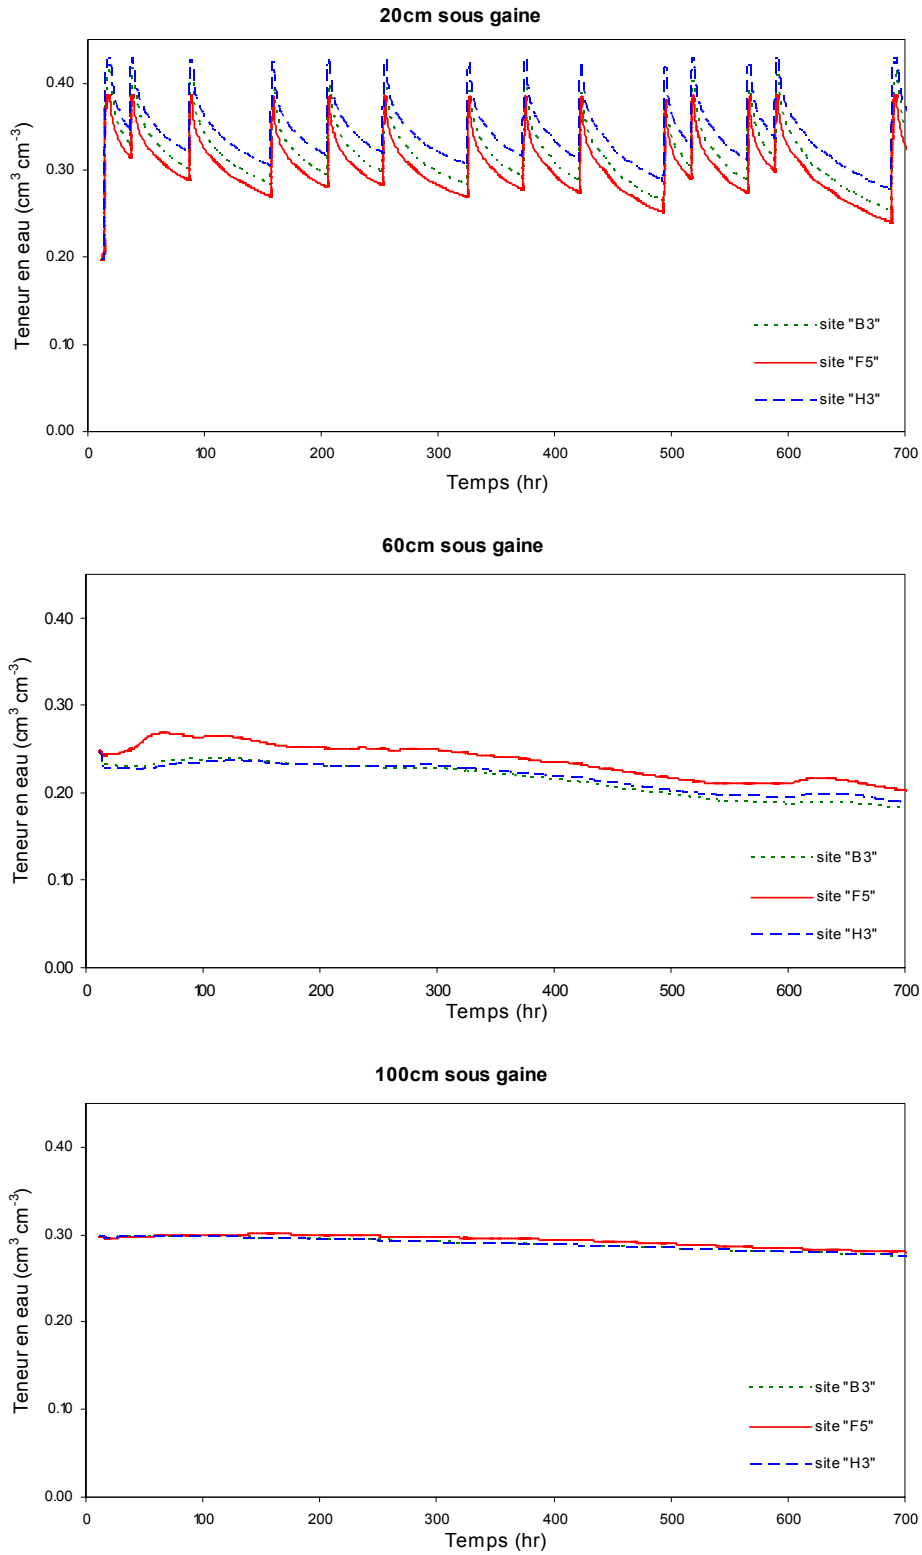 20cm sous gaine
Teneur en eau (cm³ cm⁻³)
0.40
0.30
0.20
0.10
0.00
site "B3"
site "F5"
site "H3"
0 100 200 300 400 500 600 700
Temps (hr)
60cm sous gaine
Teneur en eau (cm³ cm⁻³)
0.40
0.30
0.20
0.10
0.00
site "B3"
site "F5"
site "H3"
0 100 200 300 400 500 600 700
Temps (hr)
100cm sous gaine
Teneur en eau (cm³ cm⁻³)
0.40
0.30
0.20
0.10
0.00
site "B3"
site "F5"
site "H3"
0 100 200 300 400 500 600 700
Temps (hr)